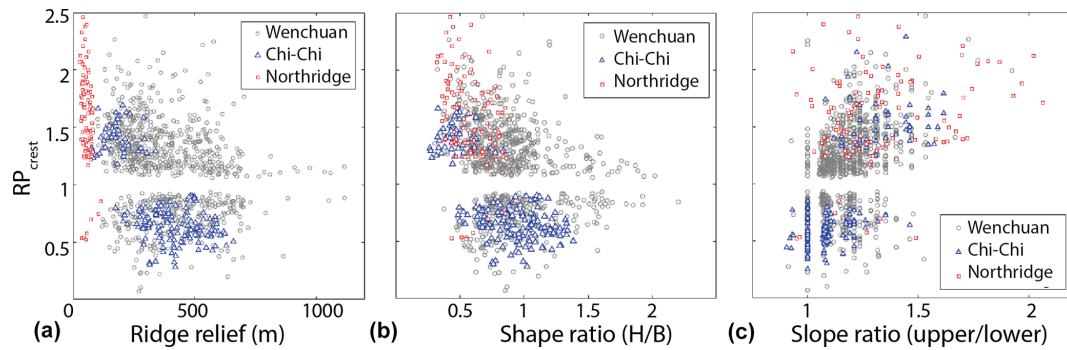 2.5
2
1.5
1
0.5
RP crest
0
500
1000
Wenchuan
Chi-Chi
Northridge
(a)
Ridge relief (m)
0.5
1
1.5
2
Wenchuan
Chi-Chi
Northridge
(b)
Shape ratio (H/B)
1
1.5
2
Wenchuan
Chi-Chi
Northridge
(c)
Slope ratio (upper/lower)